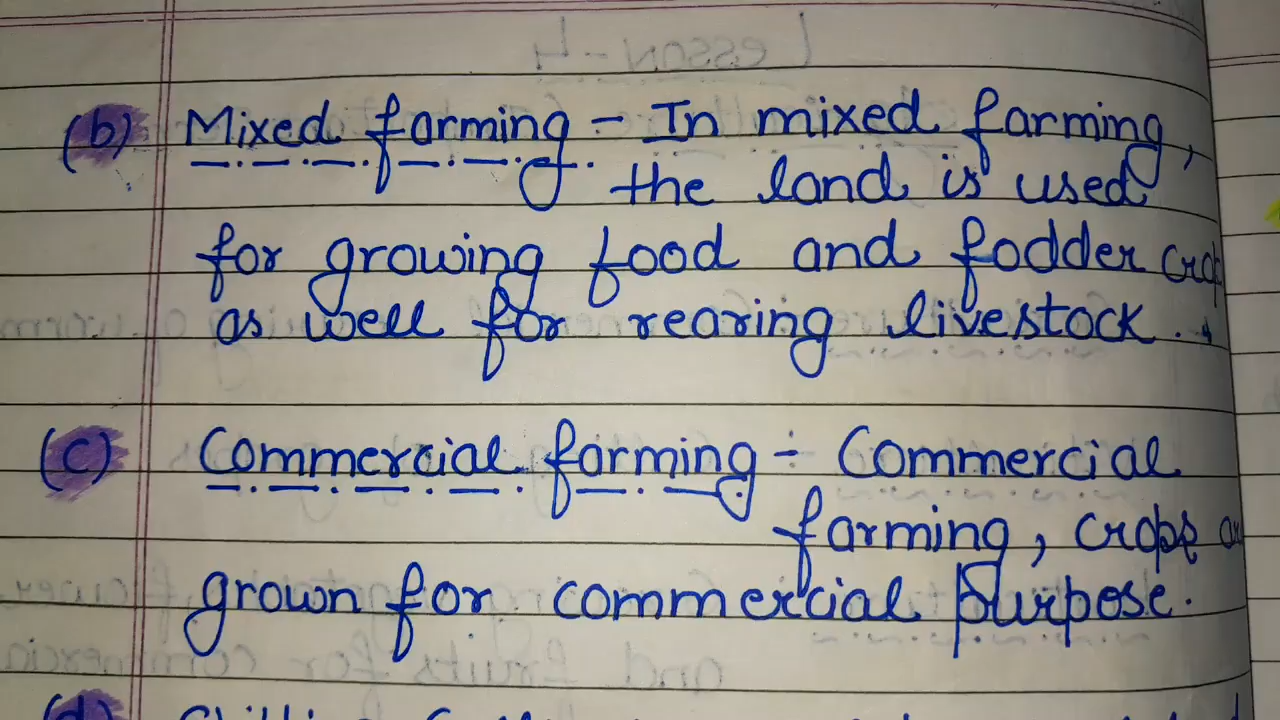 (b) Mixed farming - In mixed farming,
the land is used
for growing food and fodder crop
as well for rearing livestock.
(c) Commercial farming - Commercial
farming, crops
grown for commercial purpose.
(d)